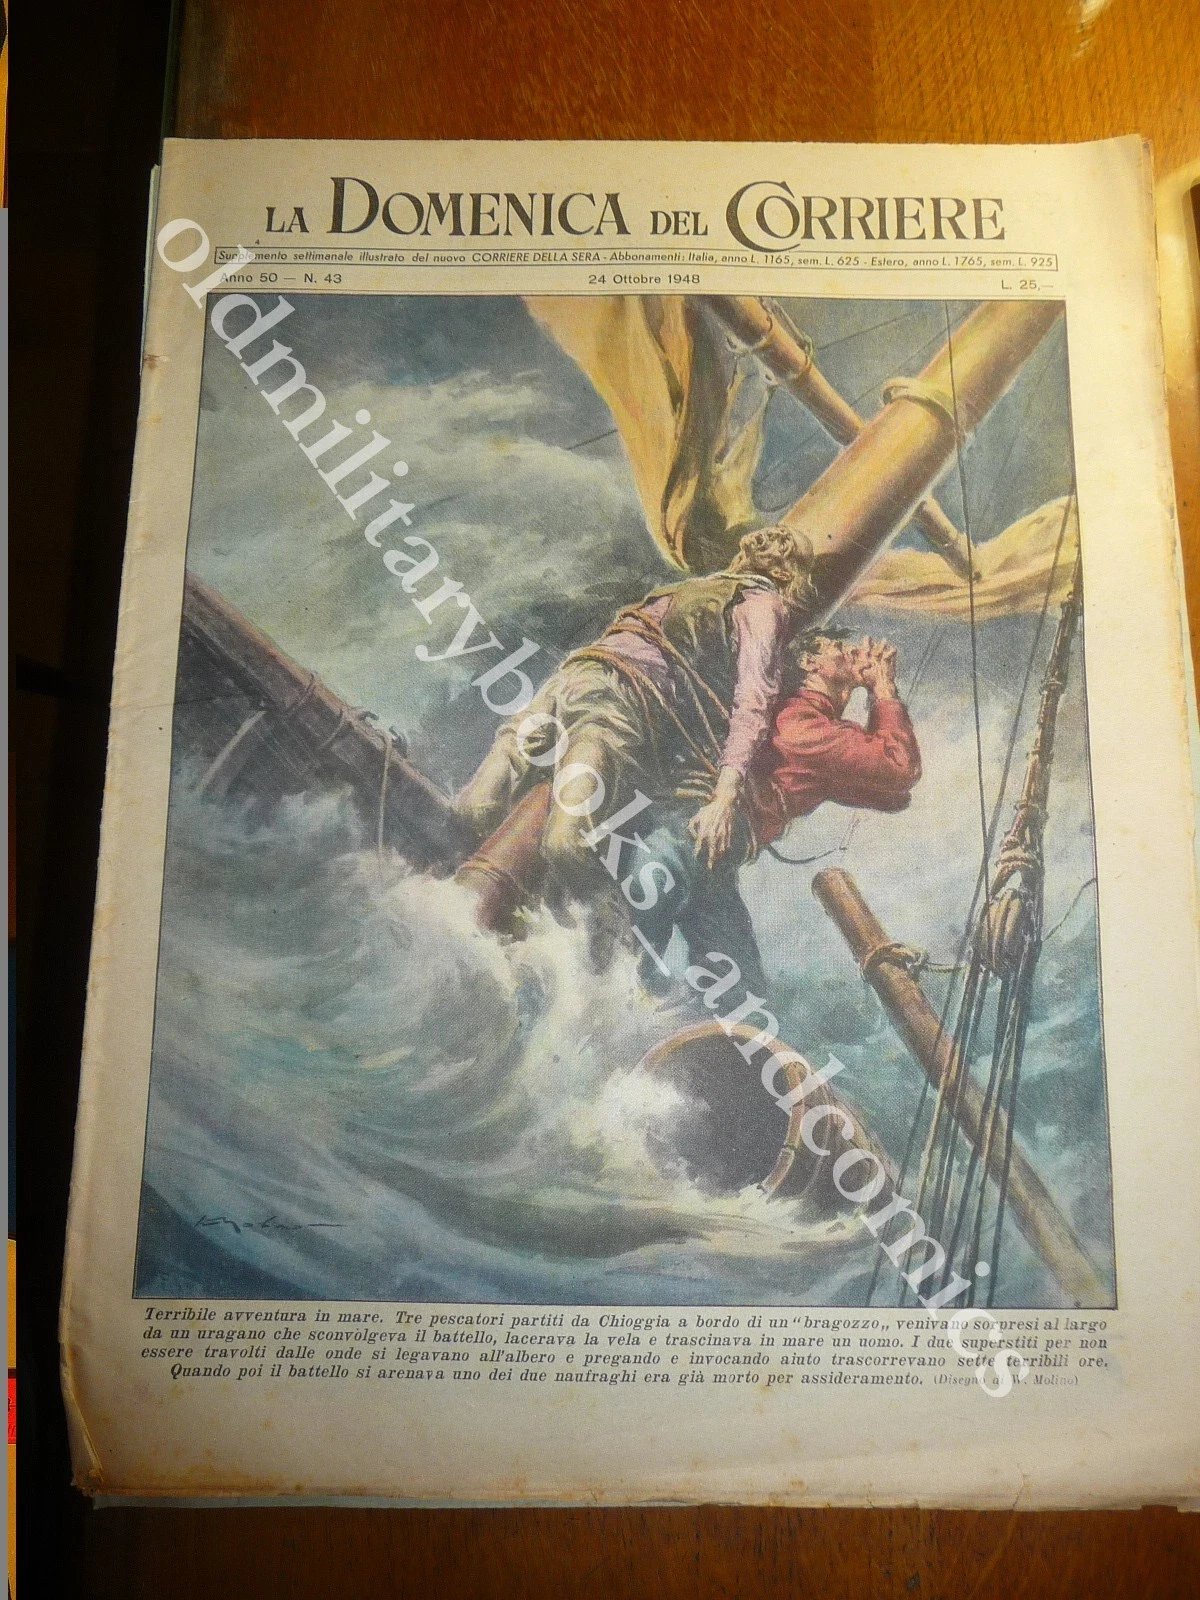 LA DOMENICA DEL CORRIERE
Supplemento settimanale illustrato del nuovo CORRIERE DELLA SERA - Abbonamenti: Italia, anno L. 1165, sem. L. 625 - Estero, anno L. 1765, sem. L. 925
Anno 50 — N. 43 24 Ottobre 1948 L. 25,—
oldmilitarybooks_andcomics
Terribile avventura in mare. Tre pescatori partiti da Chioggia a bordo di un "bragozzo„ venivano sorpresi al largo
da un uragano che sconvolgeva il battello, lacerava la vela e trascinava in mare un uomo. I due superstiti per non
essere travolti dalle onde si legavano all'albero e pregando e invocando aiuto trascorrevano sette terribili ore.
Quando poi il battello si arenava uno dei due naufraghi era già morto per assideramento. (Disegno di W. Molino)